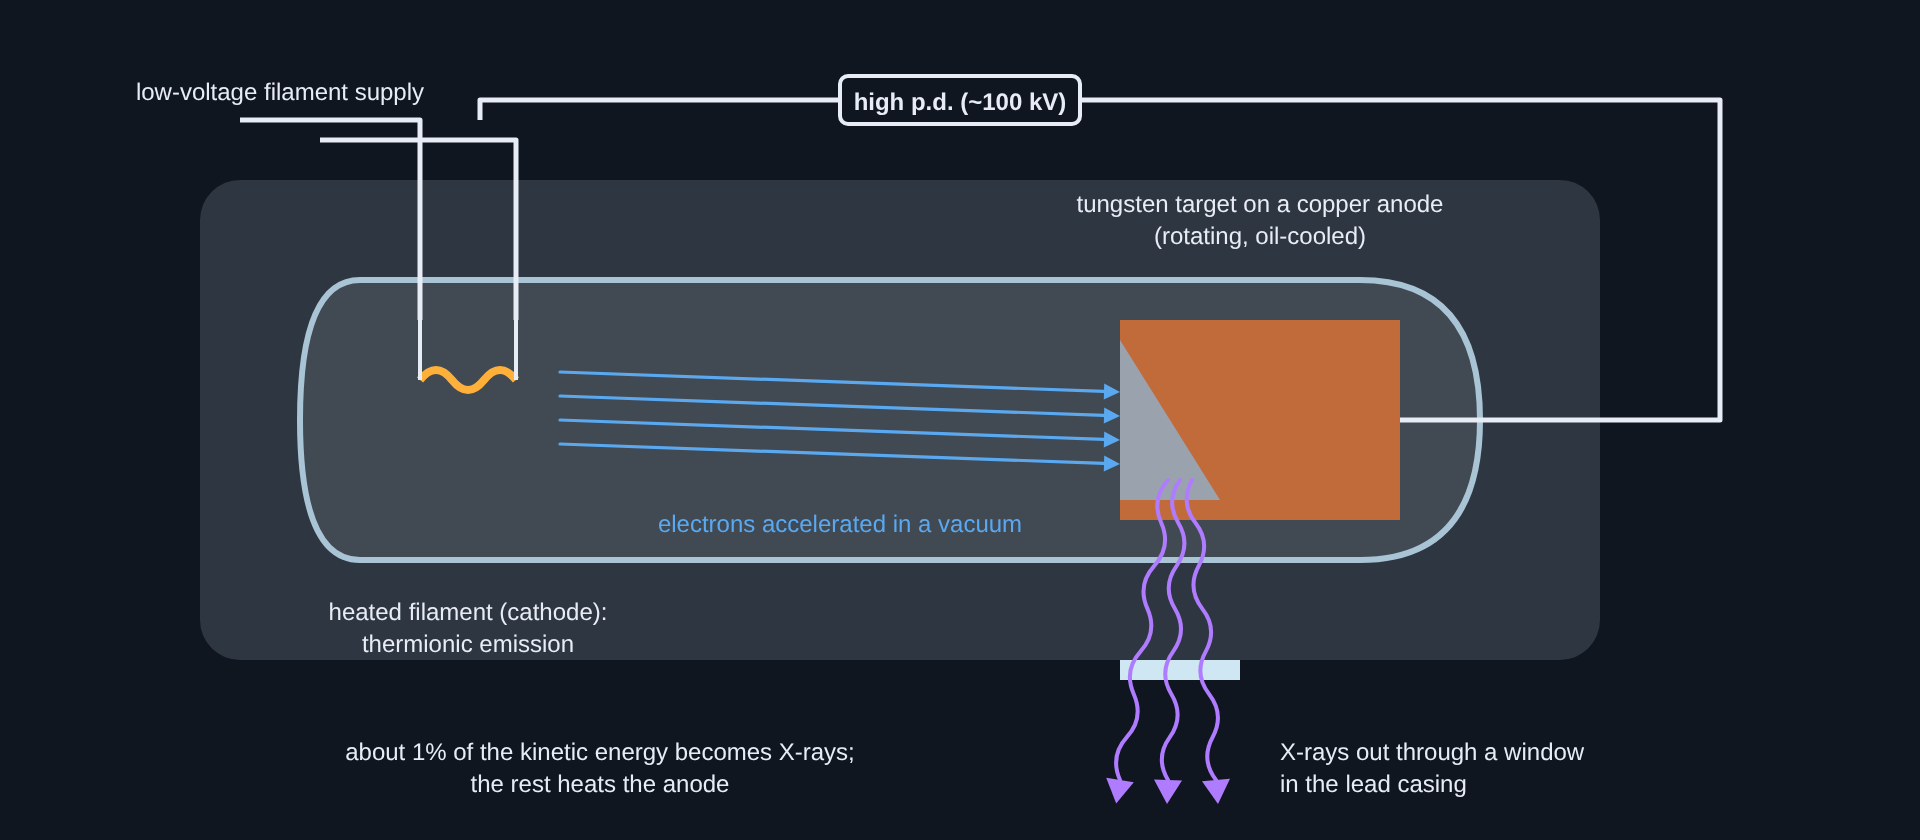 low-voltage filament supply
high p.d. (~100 kV)
tungsten target on a copper anode
(rotating, oil-cooled)
electrons accelerated in a vacuum
heated filament (cathode):
thermionic emission
about 1% of the kinetic energy becomes X-rays;
the rest heats the anode
X-rays out through a window
in the lead casing